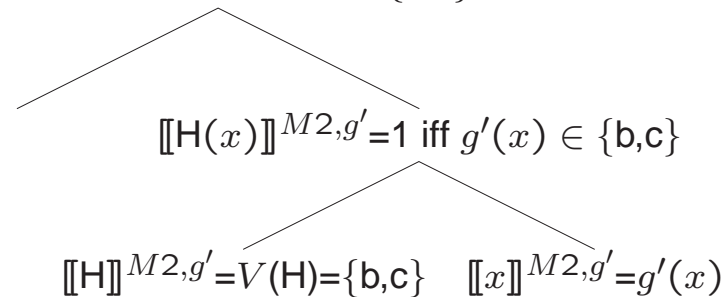 ⟦H(x)⟧^{M2,g′}=1 iff g′(x) ∈ {b,c}
⟦H⟧^{M2,g′}=V(H)={b,c} ⟦x⟧^{M2,g′}=g′(x)